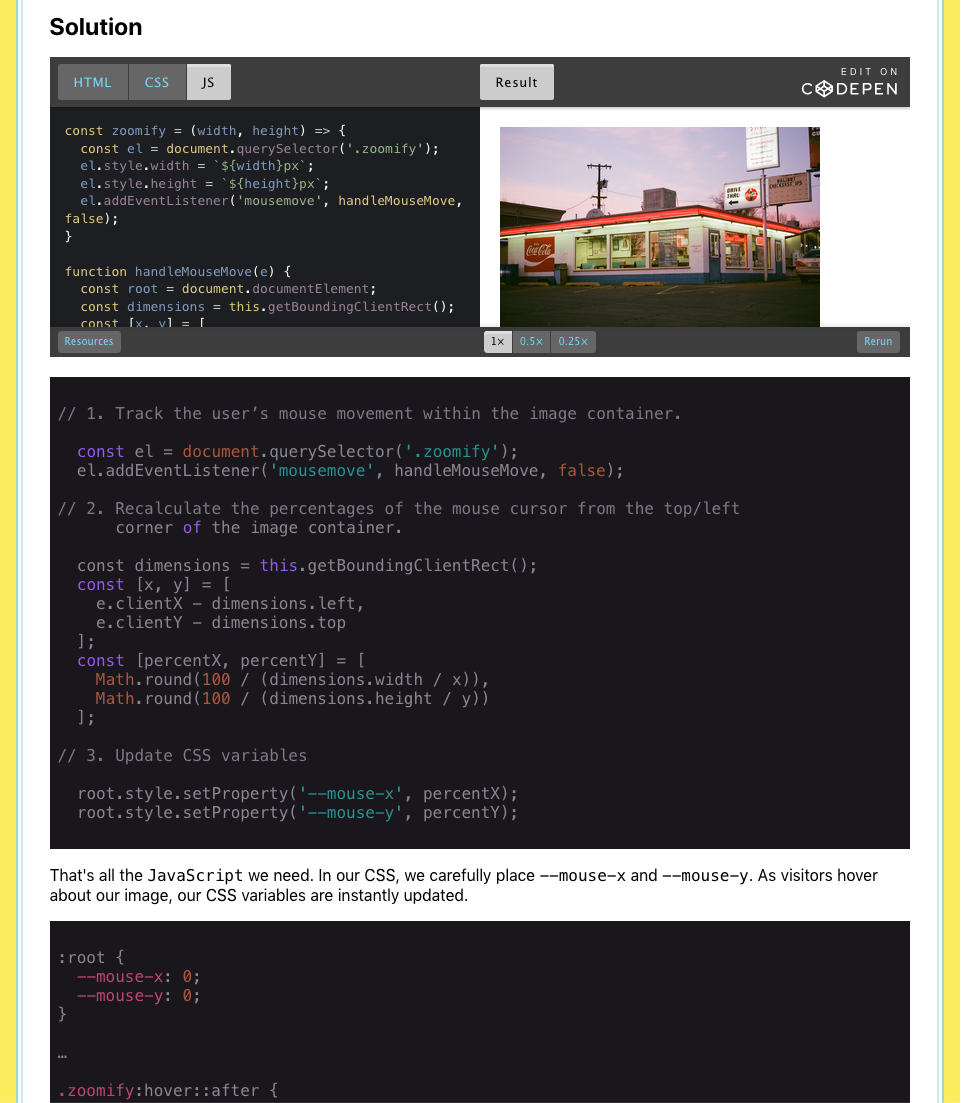 Solution
HTML CSS JS
Result
EDIT ON
CODEPEN
const zoomify = (width, height) => {
  const el = document.querySelector('.zoomify');
  el.style.width = `${width}px`;
  el.style.height = `${height}px`;
  el.addEventListener('mousemove', handleMouseMove,
false);
}
function handleMouseMove(e) {
  const root = document.documentElement;
  const dimensions = this.getBoundingClientRect();
  const [x, y] = [
DRIVE
THRU
Coca-Cola
Resources
1× 0.5× 0.25×
Rerun
// 1. Track the user’s mouse movement within the image container.
  const el = document.querySelector('.zoomify');
  el.addEventListener('mousemove', handleMouseMove, false);
// 2. Recalculate the percentages of the mouse cursor from the top/left
      corner of the image container.
  const dimensions = this.getBoundingClientRect();
  const [x, y] = [
    e.clientX - dimensions.left,
    e.clientY - dimensions.top
  ];
  const [percentX, percentY] = [
    Math.round(100 / (dimensions.width / x)),
    Math.round(100 / (dimensions.height / y))
  ];
// 3. Update CSS variables
  root.style.setProperty('--mouse-x', percentX);
  root.style.setProperty('--mouse-y', percentY);
That's all the JavaScript we need. In our CSS, we carefully place --mouse-x and --mouse-y. As visitors hover
about our image, our CSS variables are instantly updated.
:root {
  --mouse-x: 0;
  --mouse-y: 0;
}
…
.zoomify:hover::after {